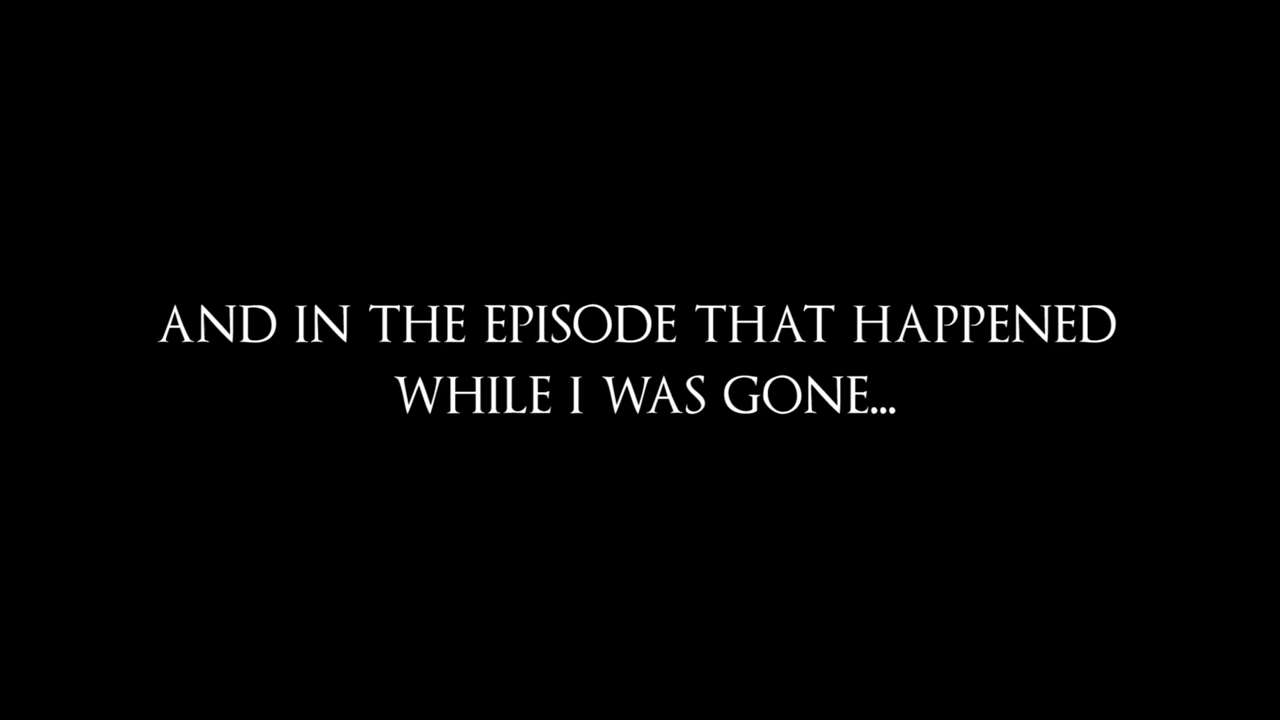 AND IN THE EPISODE THAT HAPPENED
WHILE I WAS GONE...